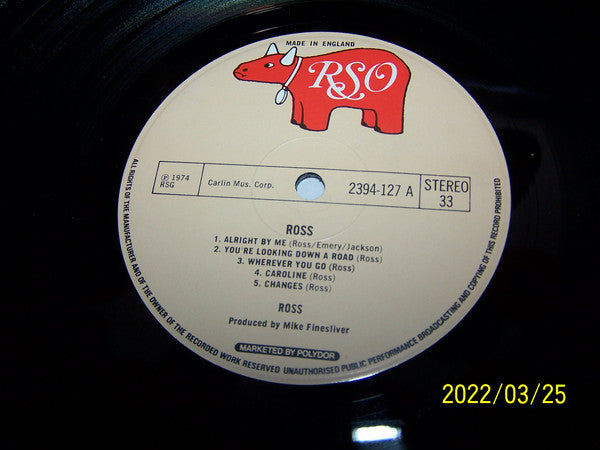 MADE IN ENGLAND
RSO
℗ 1974
RSG
Carlin Mus. Corp.
2394-127 A
STEREO
33
ROSS
1. ALRIGHT BY ME (Ross/Emery/Jackson)
2. YOU'RE LOOKING DOWN A ROAD (Ross)
3. WHEREVER YOU GO (Ross)
4. CAROLINE (Ross)
5. CHANGES (Ross)
ROSS
Produced by Mike Finesilver
MARKETED BY POLYDOR
ALL RIGHTS OF THE MANUFACTURER AND OF THE OWNER OF THE RECORDED WORK RESERVED UNAUTHORISED PUBLIC PERFORMANCE BROADCASTING AND COPYING OF THIS RECORD PROHIBITED
2022/03/25